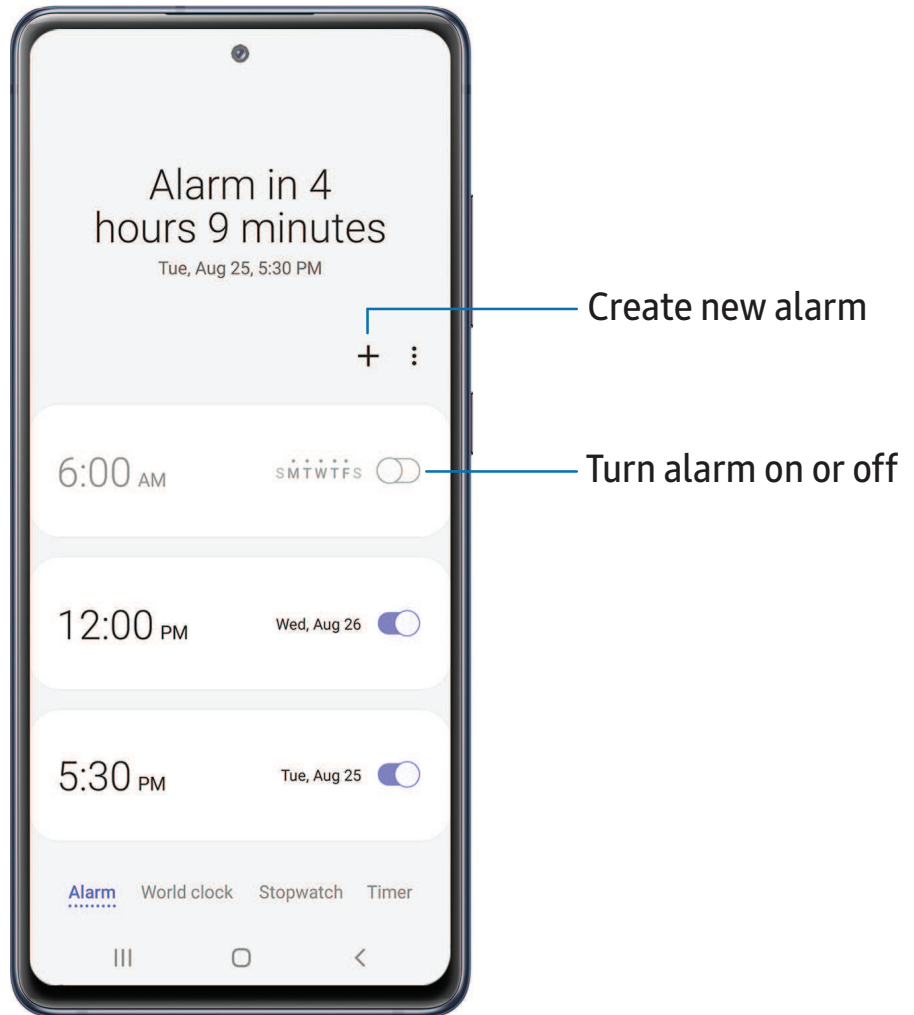 Alarm in 4
hours 9 minutes
Tue, Aug 25, 5:30 PM
Create new alarm
6:00 AM SMTWTFS
Turn alarm on or off
12:00 PM Wed, Aug 26
5:30 PM Tue, Aug 25
Alarm World clock Stopwatch Timer